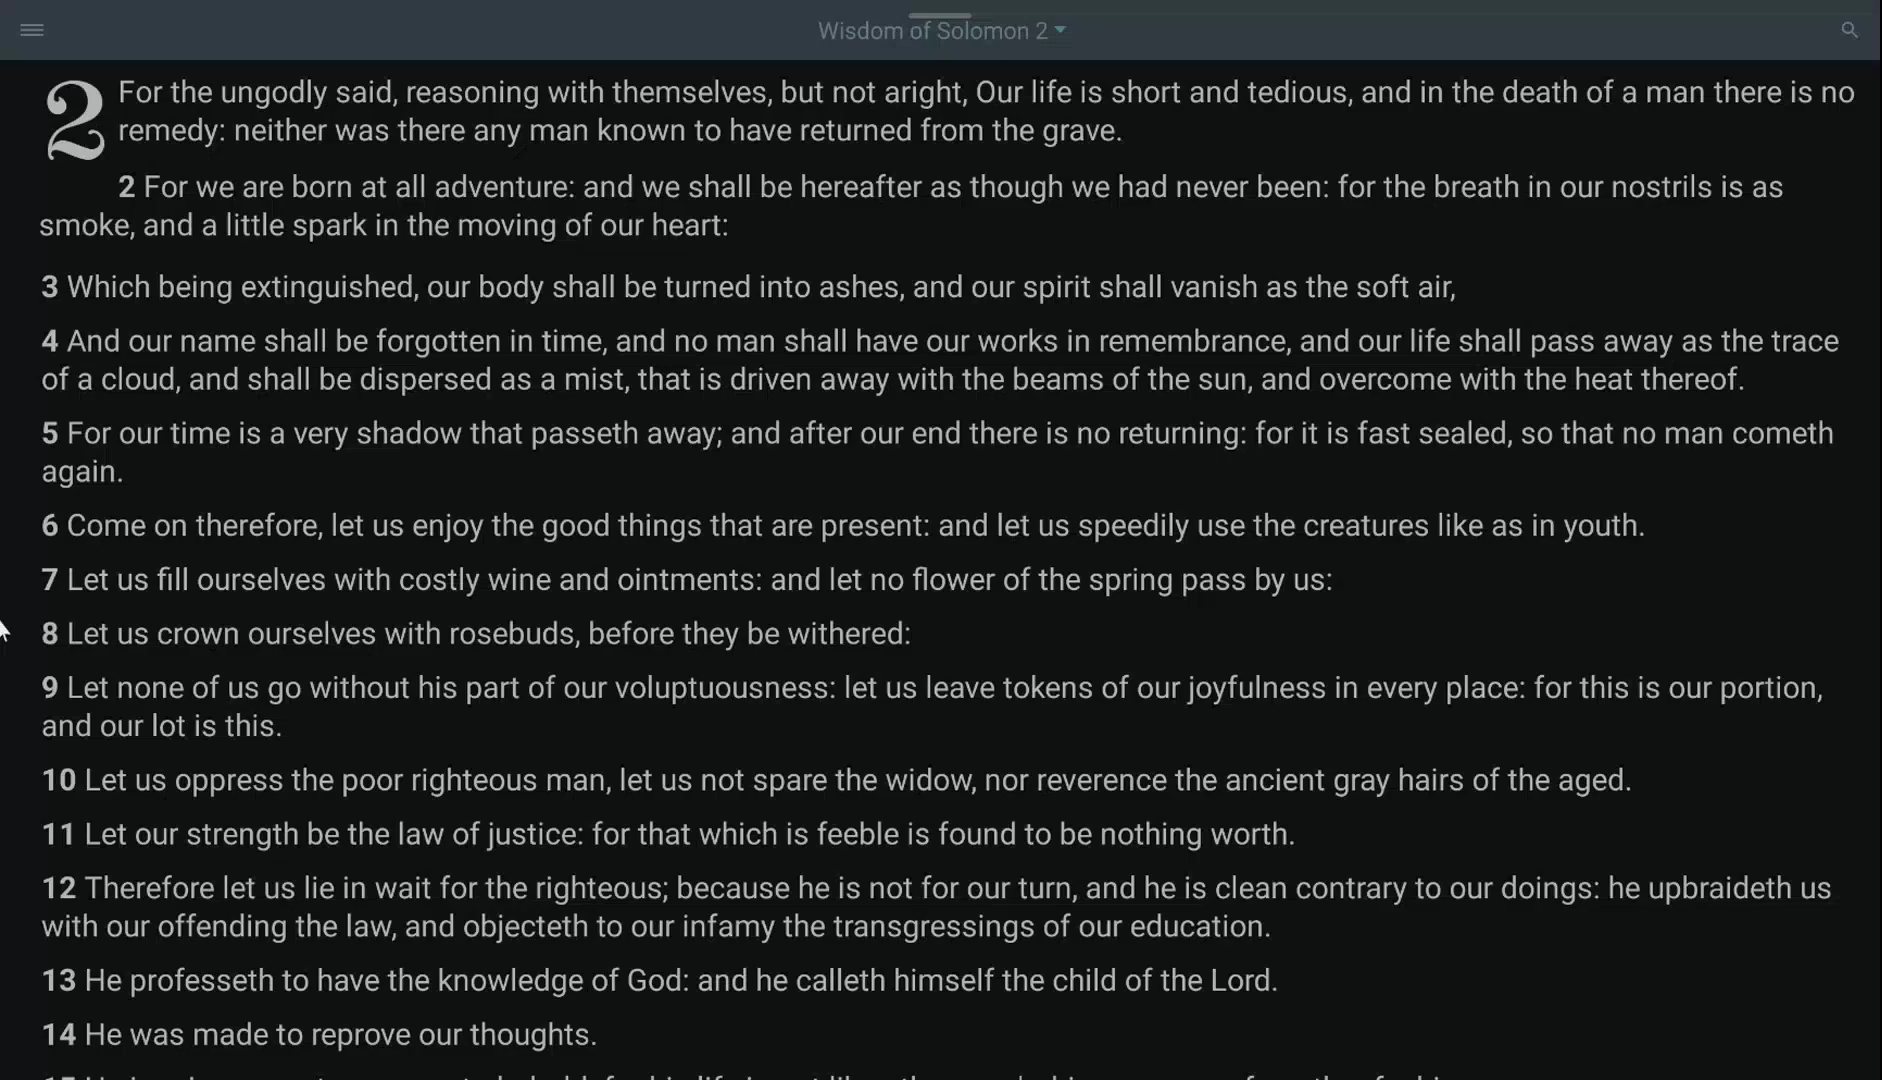 Wisdom of Solomon 2
2 For the ungodly said, reasoning with themselves, but not aright, Our life is short and tedious, and in the death of a man there is no
remedy: neither was there any man known to have returned from the grave.
2 For we are born at all adventure: and we shall be hereafter as though we had never been: for the breath in our nostrils is as
smoke, and a little spark in the moving of our heart:
3 Which being extinguished, our body shall be turned into ashes, and our spirit shall vanish as the soft air,
4 And our name shall be forgotten in time, and no man shall have our works in remembrance, and our life shall pass away as the trace
of a cloud, and shall be dispersed as a mist, that is driven away with the beams of the sun, and overcome with the heat thereof.
5 For our time is a very shadow that passeth away; and after our end there is no returning: for it is fast sealed, so that no man cometh
again.
6 Come on therefore, let us enjoy the good things that are present: and let us speedily use the creatures like as in youth.
7 Let us fill ourselves with costly wine and ointments: and let no flower of the spring pass by us:
8 Let us crown ourselves with rosebuds, before they be withered:
9 Let none of us go without his part of our voluptuousness: let us leave tokens of our joyfulness in every place: for this is our portion,
and our lot is this.
10 Let us oppress the poor righteous man, let us not spare the widow, nor reverence the ancient gray hairs of the aged.
11 Let our strength be the law of justice: for that which is feeble is found to be nothing worth.
12 Therefore let us lie in wait for the righteous; because he is not for our turn, and he is clean contrary to our doings: he upbraideth us
with our offending the law, and objecteth to our infamy the transgressings of our education.
13 He professeth to have the knowledge of God: and he calleth himself the child of the Lord.
14 He was made to reprove our thoughts.